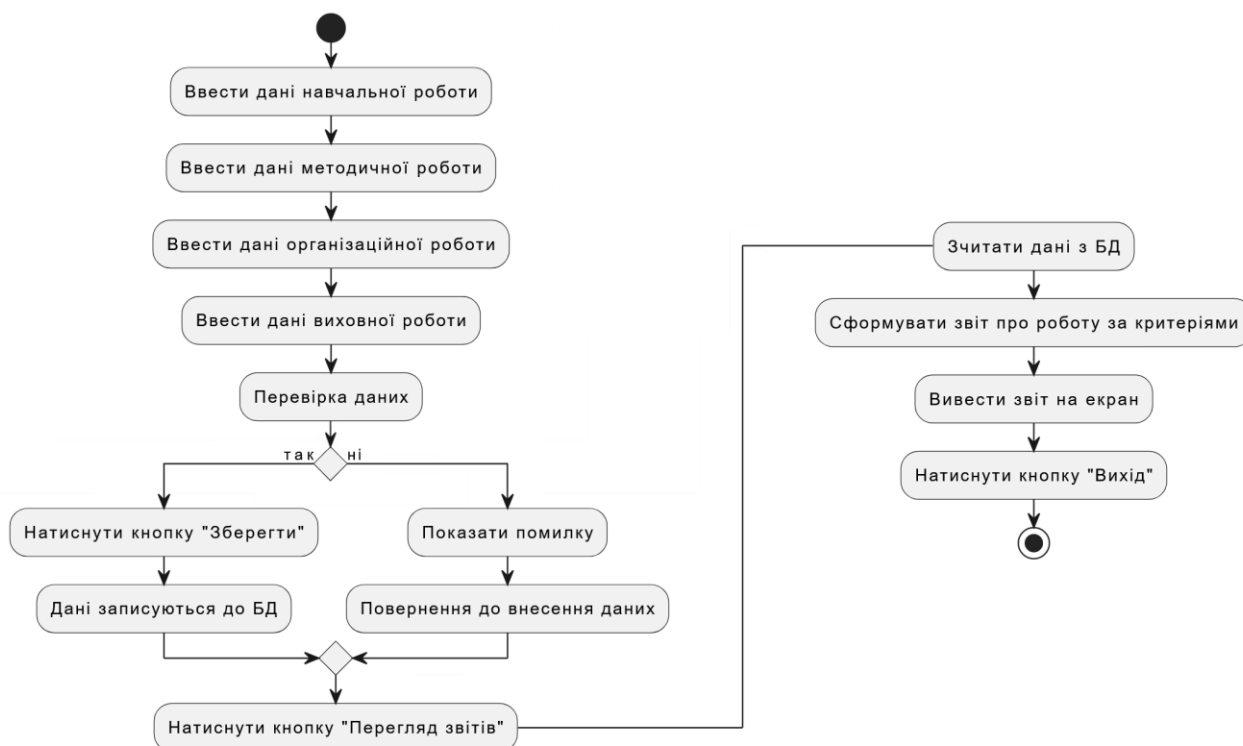 Ввести дані навчальної роботи
Ввести дані методичної роботи
Ввести дані організаційної роботи
Ввести дані виховної роботи
Перевірка даних
так
ні
Натиснути кнопку "Зберегти"
Показати помилку
Дані записуються до БД
Повернення до внесення даних
Натиснути кнопку "Перегляд звітів"
Зчитати дані з БД
Сформувати звіт про роботу за критеріями
Вивести звіт на екран
Натиснути кнопку "Вихід"